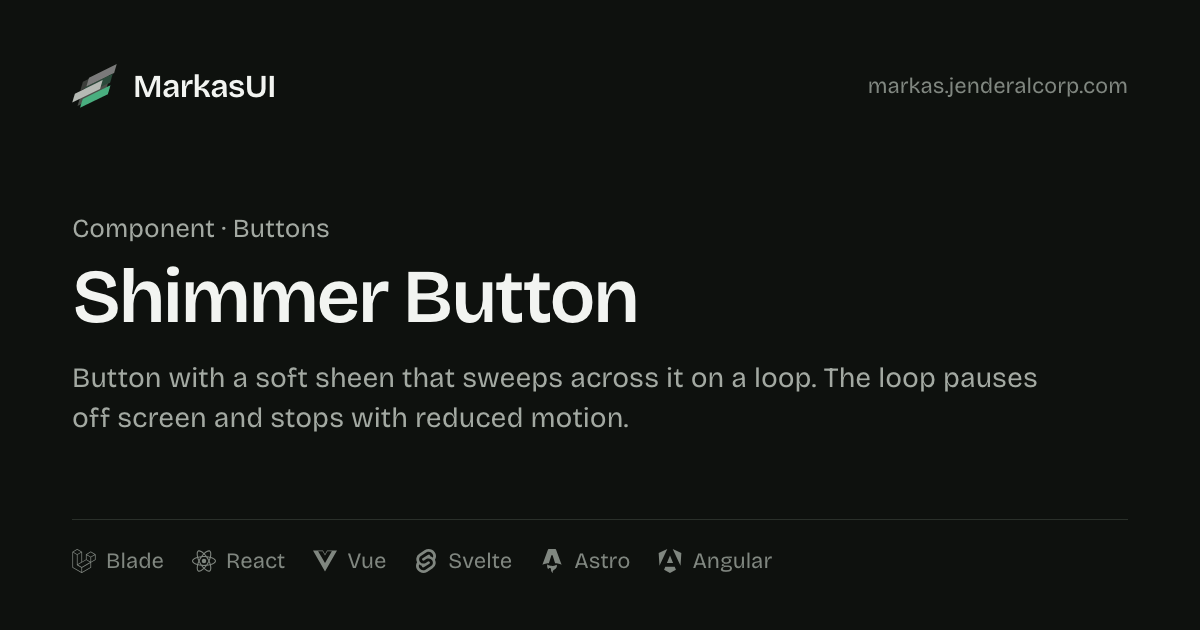 MarkasUI
markas.jenderalcorp.com
Component · Buttons
Shimmer Button
Button with a soft sheen that sweeps across it on a loop. The loop pauses
off screen and stops with reduced motion.
Blade React Vue Svelte Astro Angular